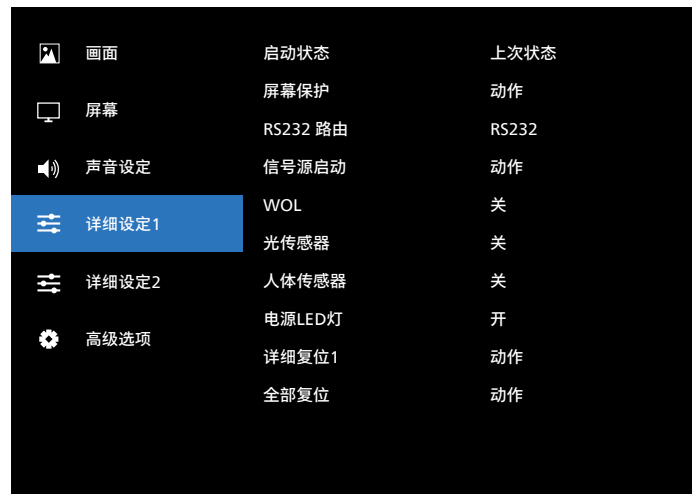 画面
屏幕
声音设定
详细设定1
详细设定2
高级选项
启动状态 上次状态
屏幕保护 动作
RS232 路由 RS232
信号源启动 动作
WOL 关
光传感器 关
人体传感器 关
电源LED灯 开
详细复位1 动作
全部复位 动作